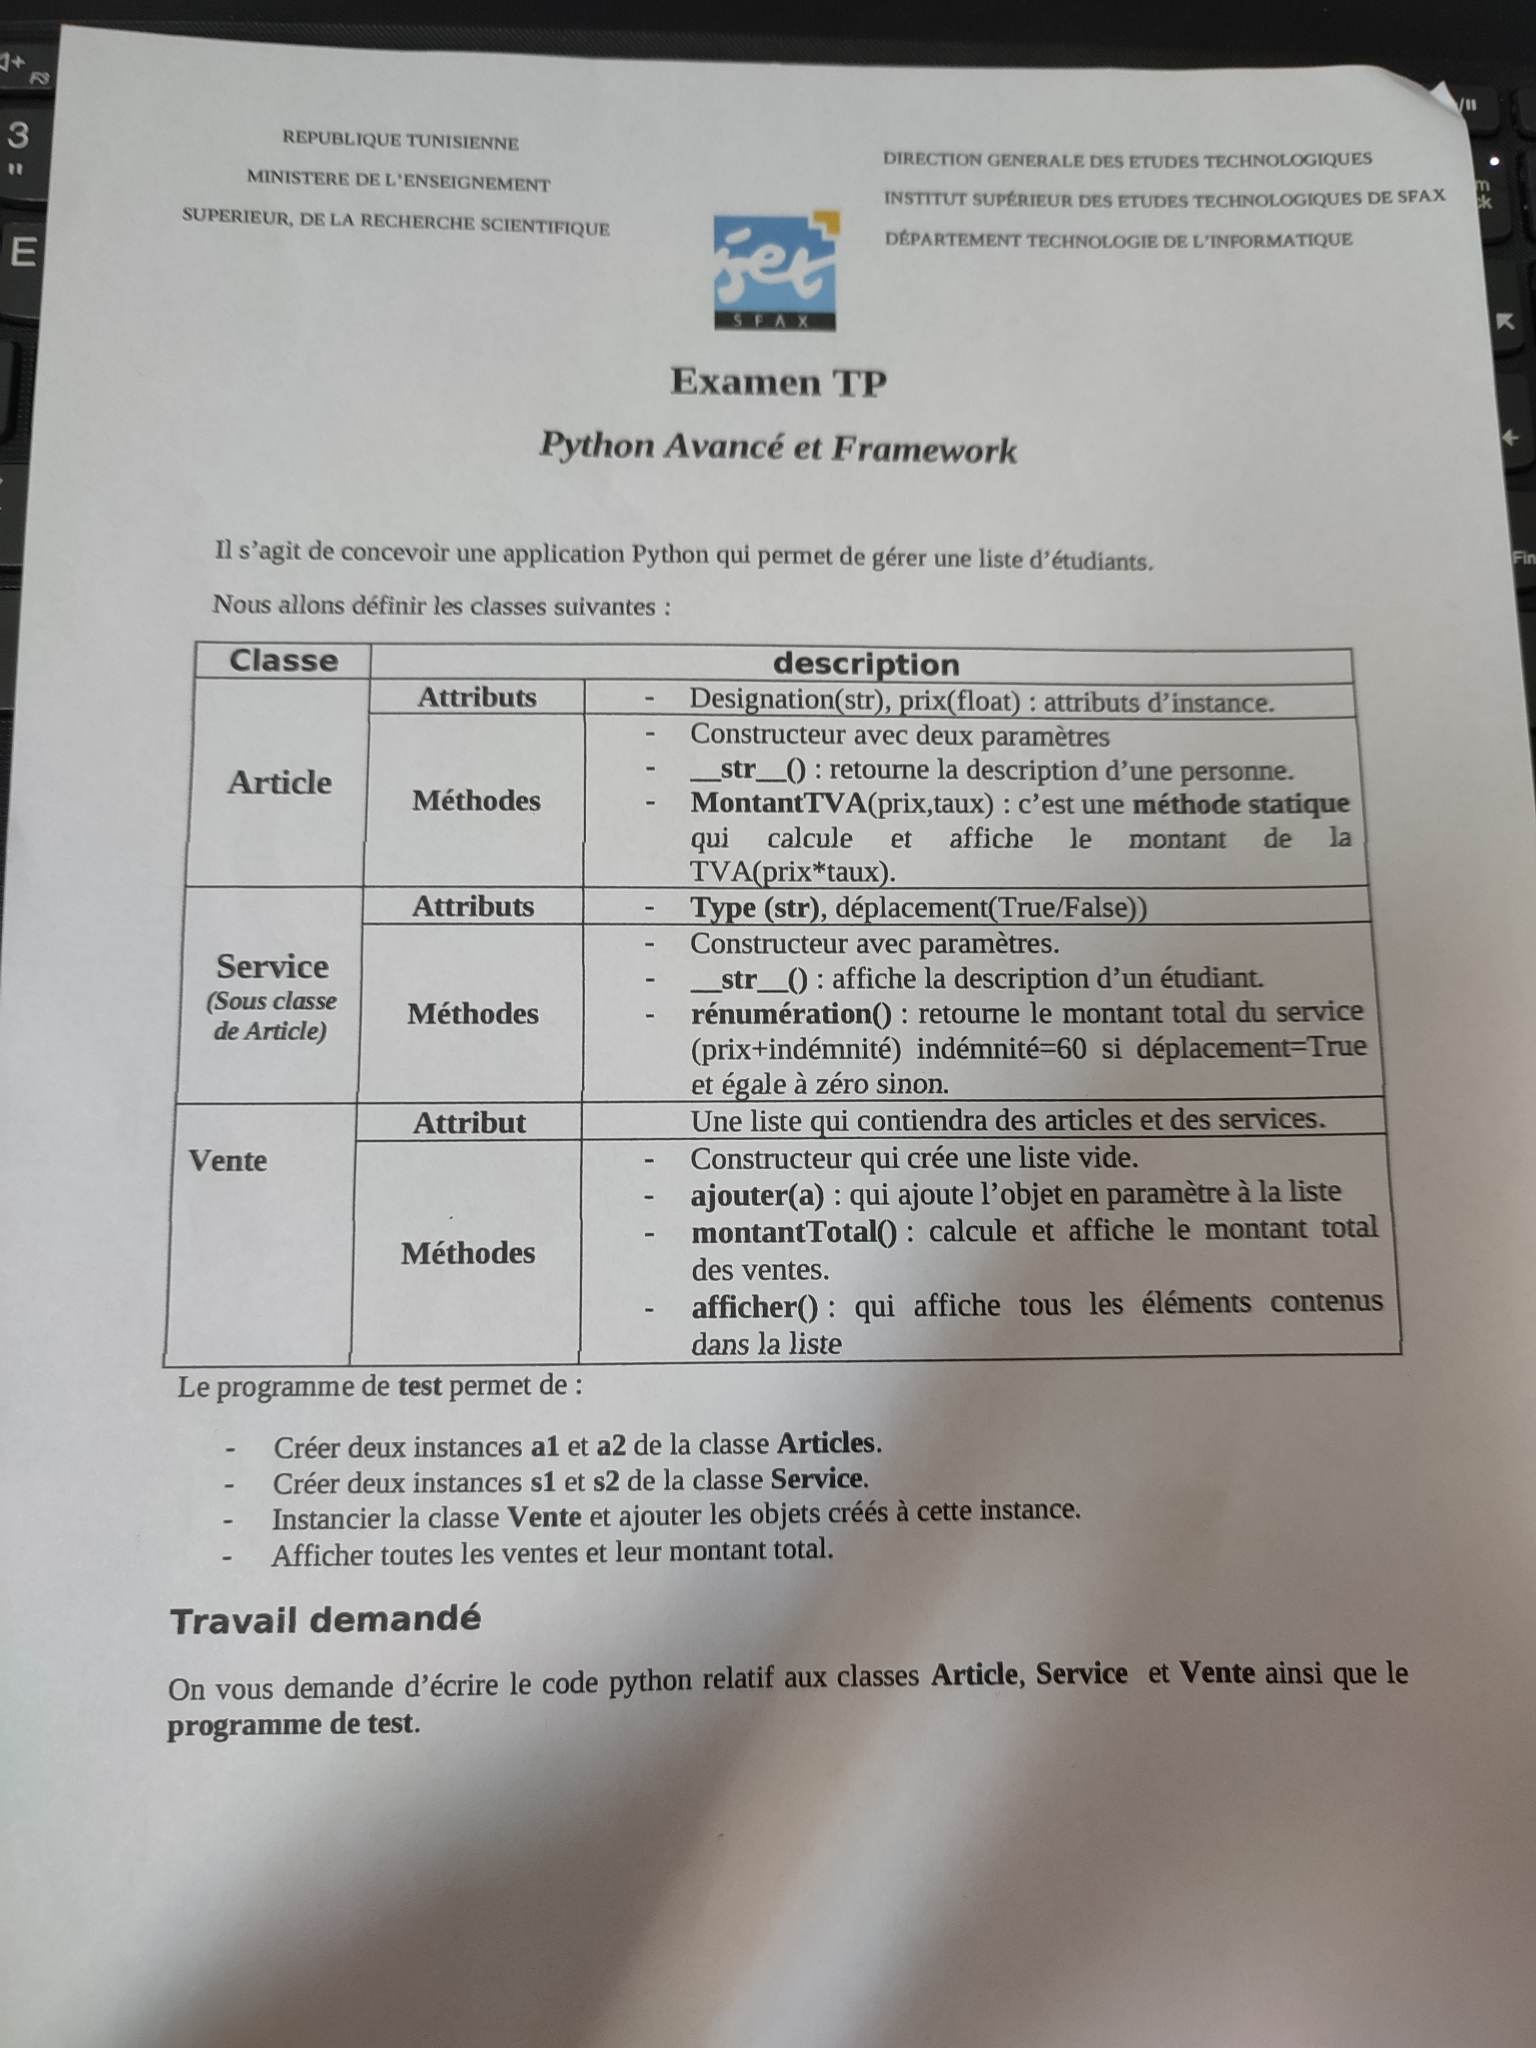 REPUBLIQUE TUNISIENNE
MINISTERE DE L'ENSEIGNEMENT
SUPERIEUR, DE LA RECHERCHE SCIENTIFIQUE
DIRECTION GENERALE DES ETUDES TECHNOLOGIQUES
INSTITUT SUPÉRIEUR DES ETUDES TECHNOLOGIQUES DE SFAX
DÉPARTEMENT TECHNOLOGIE DE L'INFORMATIQUE
iset
SFAX
Examen TP
Python Avancé et Framework
Il s'agit de concevoir une application Python qui permet de gérer une liste d'étudiants.
Nous allons définir les classes suivantes :
Classe
description
Article
Attributs
- Designation(str), prix(float) : attributs d'instance.
Méthodes
- Constructeur avec deux paramètres
- __str__() : retourne la description d'une personne.
- MontantTVA(prix,taux) : c'est une méthode statique
qui calcule et affiche le montant de la
TVA(prix*taux).
Service
(Sous classe
de Article)
Attributs
- Type (str), déplacement(True/False))
Méthodes
- Constructeur avec paramètres.
- __str__() : affiche la description d'un étudiant.
- rénumération() : retourne le montant total du service
(prix+indémnité) indémnité=60 si déplacement=True
et égale à zéro sinon.
Vente
Attribut
Une liste qui contiendra des articles et des services.
Méthodes
- Constructeur qui crée une liste vide.
- ajouter(a) : qui ajoute l'objet en paramètre à la liste
- montantTotal() : calcule et affiche le montant total
des ventes.
- afficher() : qui affiche tous les éléments contenus
dans la liste
Le programme de test permet de :
- Créer deux instances a1 et a2 de la classe Articles.
- Créer deux instances s1 et s2 de la classe Service.
- Instancier la classe Vente et ajouter les objets créés à cette instance.
- Afficher toutes les ventes et leur montant total.
Travail demandé
On vous demande d'écrire le code python relatif aux classes Article, Service et Vente ainsi que le
programme de test.
F3
3
"
E
Fin